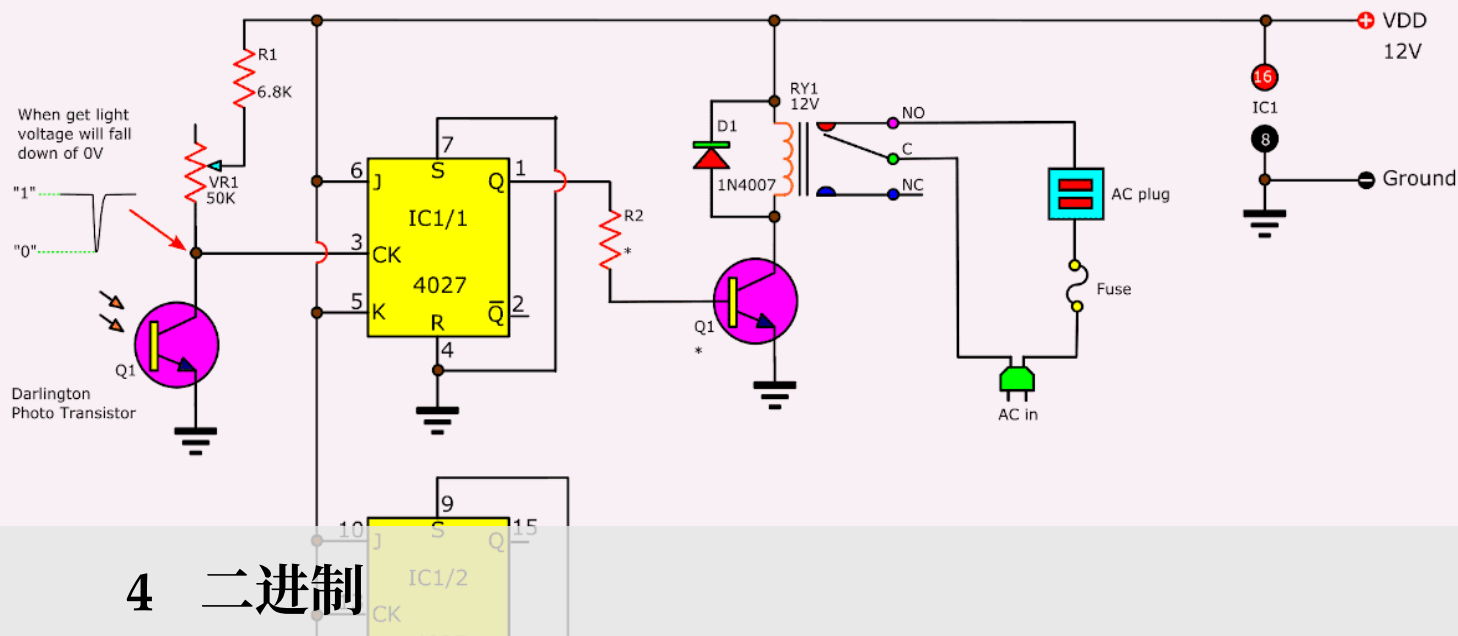 VDD
12V
R1
6.8K
16
IC1
8
Ground
When get light
voltage will fall
down of 0V
"1"
"0"
VR1
50K
7
S
6
J
Q
1
IC1/1
3
CK
4027
5
K
Q̅
2
R
4
R2
*
D1
1N4007
RY1
12V
NO
C
NC
AC plug
Fuse
AC in
Q1
*
Q1
Darlington
Photo Transistor
9
S
10
J
Q
15
IC1/2
CK
4 二进制